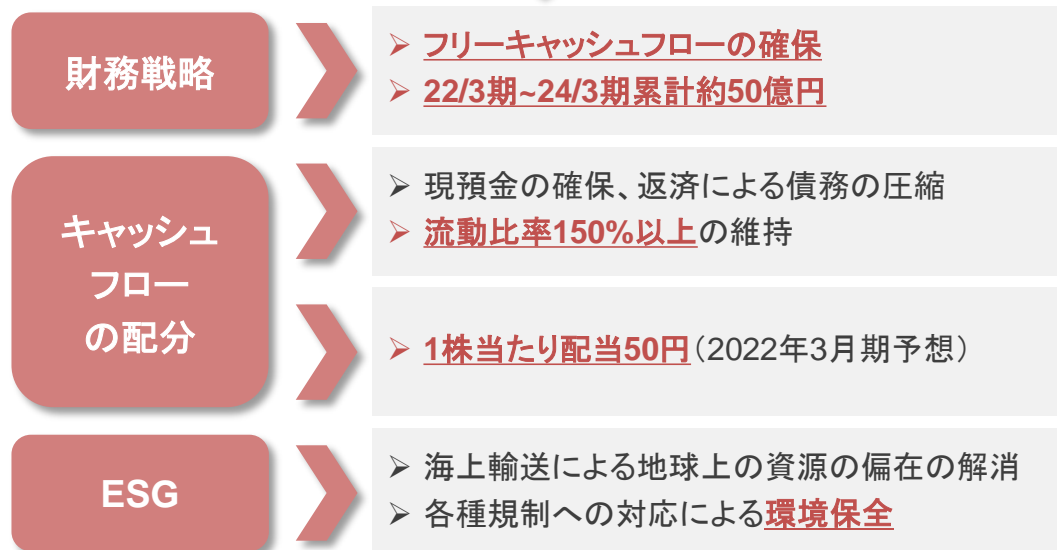 財務戦略
➢ フリーキャッシュフローの確保
➢ 22/3期~24/3期累計約50億円
キャッシュ
フロー
の配分
➢ 現預金の確保、返済による債務の圧縮
➢ 流動比率150%以上の維持
➢ 1株当たり配当50円(2022年3月期予想)
ESG
➢ 海上輸送による地球上の資源の偏在の解消
➢ 各種規制への対応による環境保全